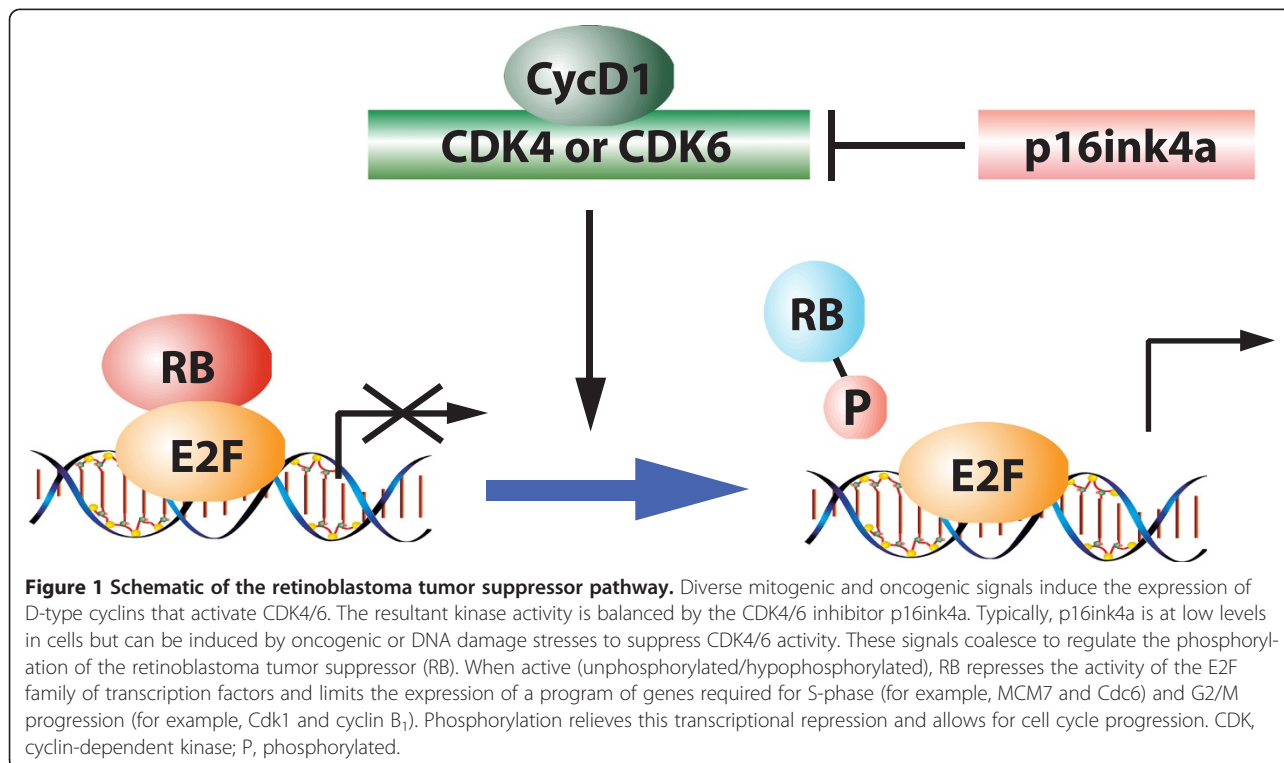 CycD1
CDK4 or CDK6
p16ink4a
RB
RB
P
E2F
E2F
Figure 1 Schematic of the retinoblastoma tumor suppressor pathway. Diverse mitogenic and oncogenic signals induce the expression of
D-type cyclins that activate CDK4/6. The resultant kinase activity is balanced by the CDK4/6 inhibitor p16ink4a. Typically, p16ink4a is at low levels
in cells but can be induced by oncogenic or DNA damage stresses to suppress CDK4/6 activity. These signals coalesce to regulate the phosphoryl-
ation of the retinoblastoma tumor suppressor (RB). When active (unphosphorylated/hypophosphorylated), RB represses the activity of the E2F
family of transcription factors and limits the expression of a program of genes required for S-phase (for example, MCM7 and Cdc6) and G2/M
progression (for example, Cdk1 and cyclin B₁). Phosphorylation relieves this transcriptional repression and allows for cell cycle progression. CDK,
cyclin-dependent kinase; P, phosphorylated.